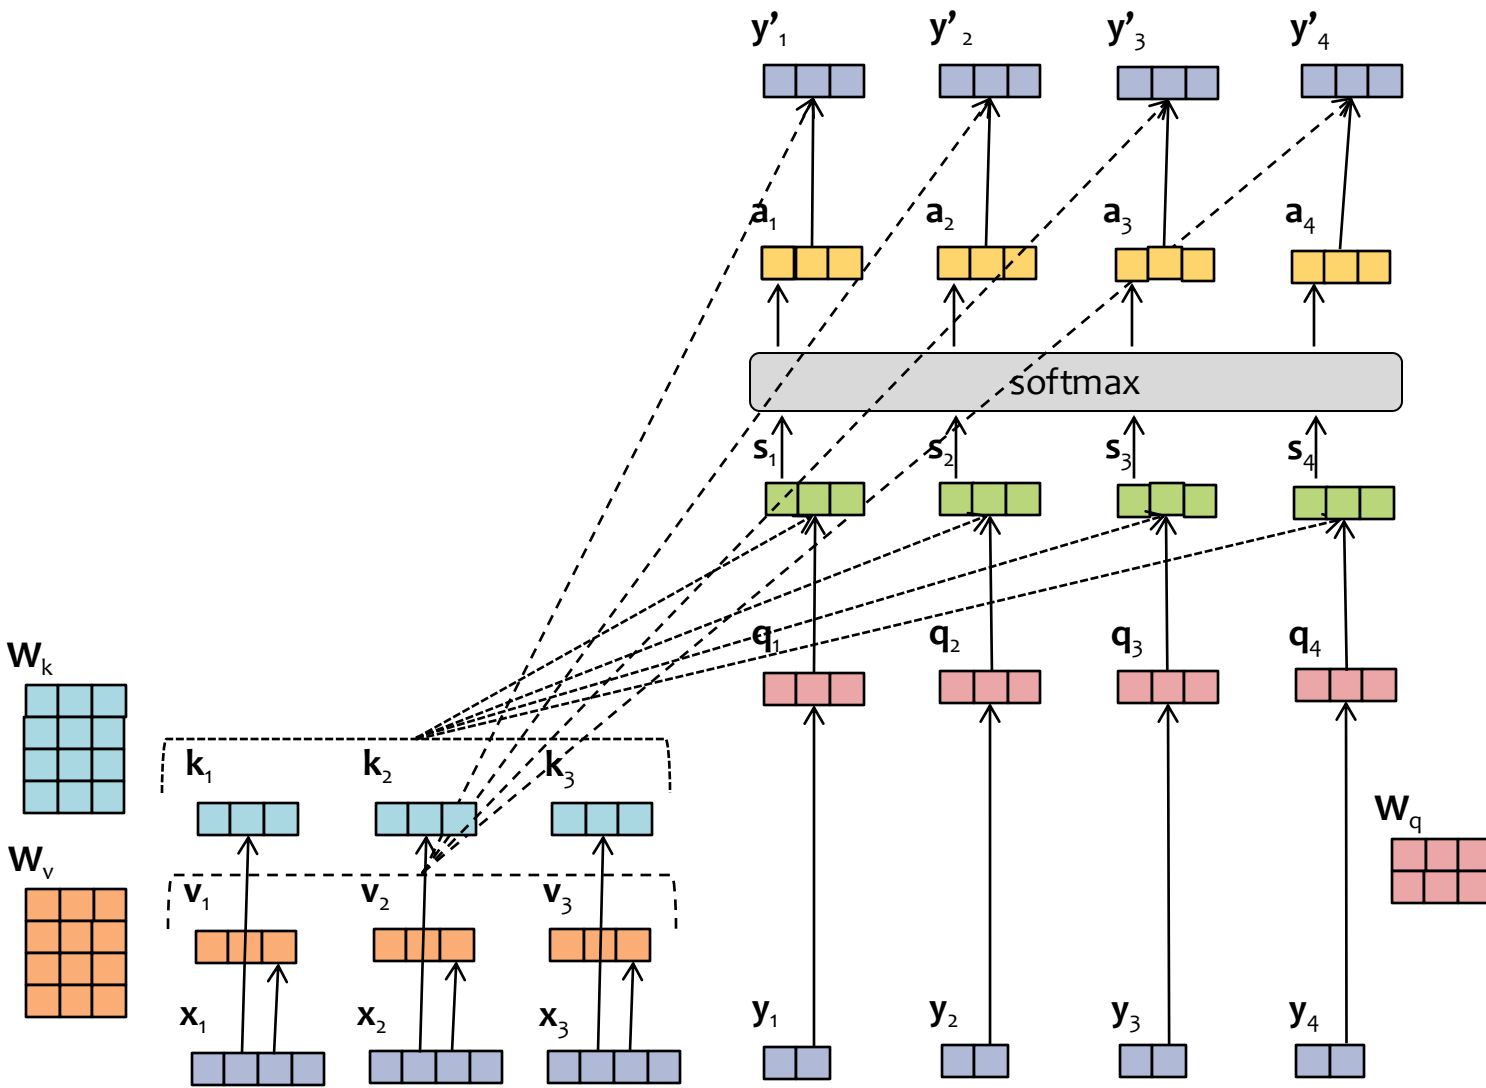 y'1 y'2 y'3 y'4
a1 a2 a3 a4
softmax
s1 s2 s3 s4
q1 q2 q3 q4
Wk
k1 k2 k3
Wq
Wv
v1 v2 v3
x1 x2 x3 y1 y2 y3 y4